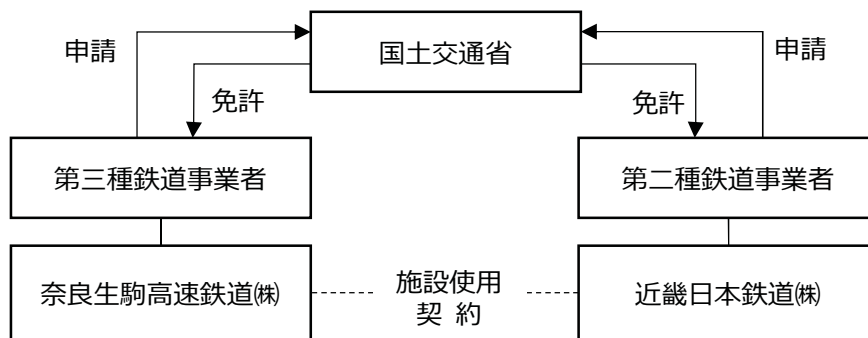 国土交通省
申請
申請
免許
免許
第三種鉄道事業者
第二種鉄道事業者
奈良生駒高速鉄道㈱
施設使用
契 約
近畿日本鉄道㈱